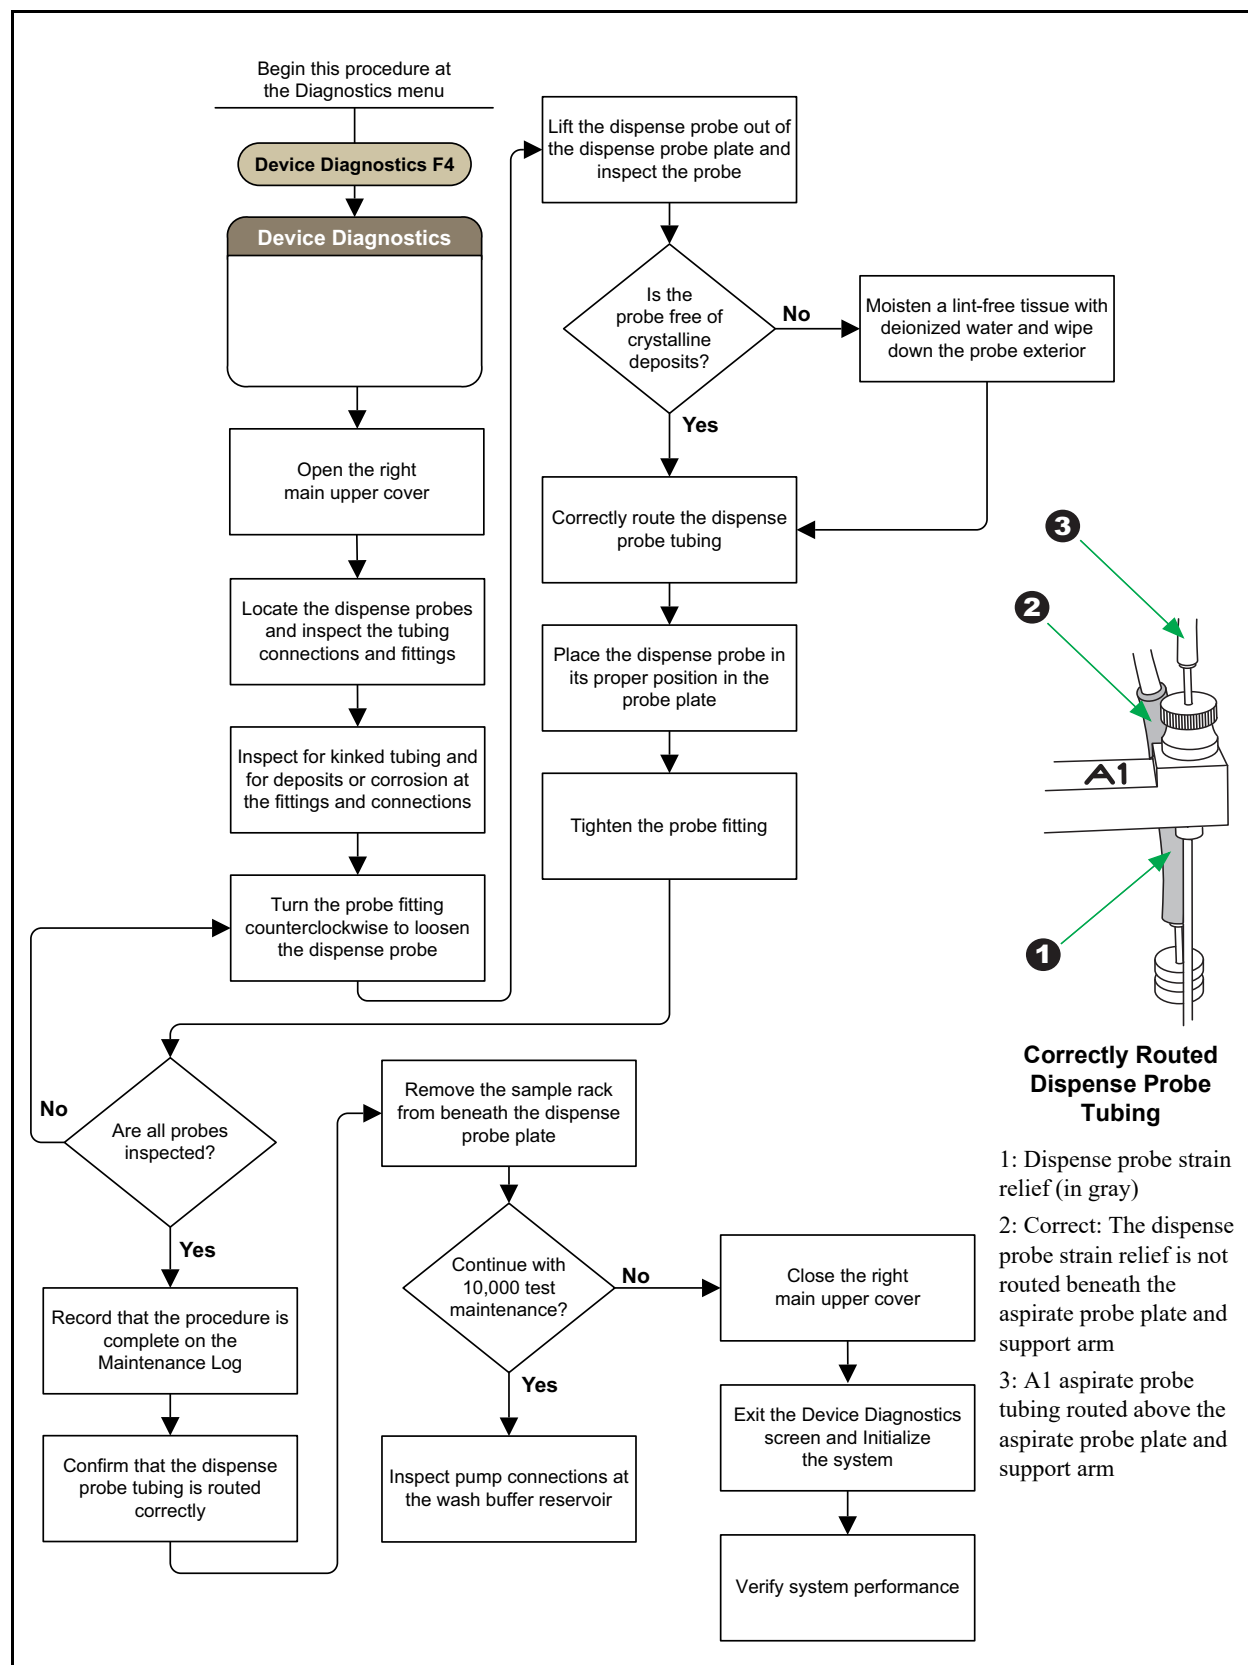 Begin this procedure at
the Diagnostics menu
Device Diagnostics F4
Device Diagnostics
Open the right
main upper cover
Locate the dispense probes
and inspect the tubing
connections and fittings
Inspect for kinked tubing and
for deposits or corrosion at
the fittings and connections
Turn the probe fitting
counterclockwise to loosen
the dispense probe
Lift the dispense probe out of
the dispense probe plate and
inspect the probe
Is the
probe free of
crystalline
deposits?
No
Moisten a lint-free tissue with
deionized water and wipe
down the probe exterior
Yes
Correctly route the dispense
probe tubing
Place the dispense probe in
its proper position in the
probe plate
Tighten the probe fitting
Are all probes
inspected?
No
Yes
Record that the procedure is
complete on the
Maintenance Log
Confirm that the dispense
probe tubing is routed
correctly
Remove the sample rack
from beneath the dispense
probe plate
Continue with
10,000 test
maintenance?
No
Yes
Inspect pump connections at
the wash buffer reservoir
Close the right
main upper cover
Exit the Device Diagnostics
screen and Initialize
the system
Verify system performance
3
2
A1
1
Correctly Routed
Dispense Probe
Tubing
1: Dispense probe strain
relief (in gray)
2: Correct: The dispense
probe strain relief is not
routed beneath the
aspirate probe plate and
support arm
3: A1 aspirate probe
tubing routed above the
aspirate probe plate and
support arm